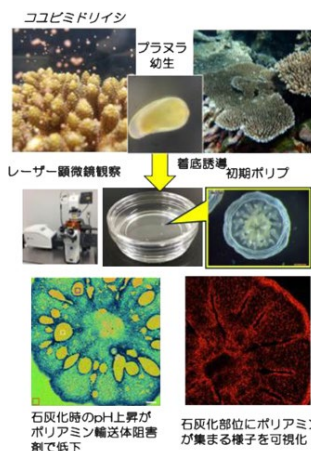 コユビミドリイシ
プラヌラ
幼生
着底誘導
レーザー顕微鏡観察
初期ポリプ
石灰化時のpH上昇が
ポリアミン輸送体阻害
剤で低下
石灰化部位にポリアミン
が集まる様子を可視化